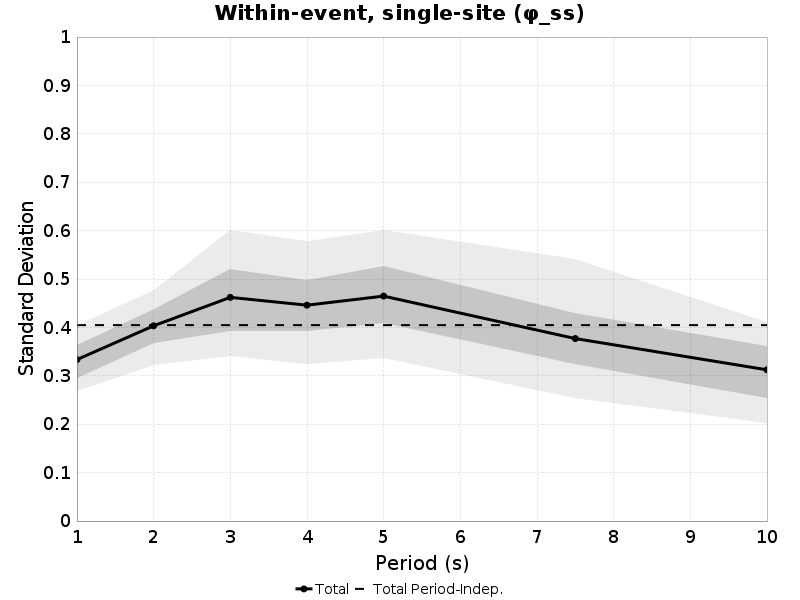 Within-event, single-site (φ_ss)
1
0.9
0.8
0.7
0.6
0.5
0.4
0.3
0.2
0.1
0
Standard Deviation
1 2 3 4 5 6 7 8 9 10
Period (s)
Total Total Period-Indep.